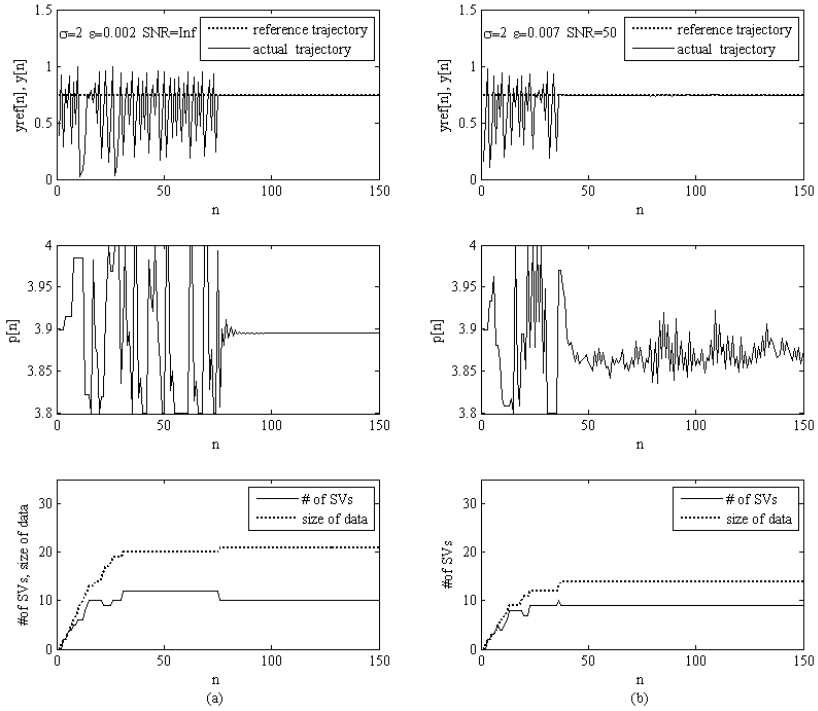 σ=2 ε=0.002 SNR=Inf
reference trajectory
actual trajectory
yref[n], y[n]
1
0.5
0
0 50 100 150
n
σ=2 ε=0.007 SNR=50
reference trajectory
actual trajectory
yref[n], y[n]
1
0.5
0
0 50 100 150
n
p[n]
4
3.95
3.9
3.85
3.8
0 50 100 150
n
p[n]
4
3.95
3.9
3.85
3.8
0 50 100 150
n
#of SVs, size of data
30
20
10
0
# of SVs
size of data
0 50 100 150
n
(a)
#of SVs
30
20
10
0
# of SVs
size of data
0 50 100 150
n
(b)